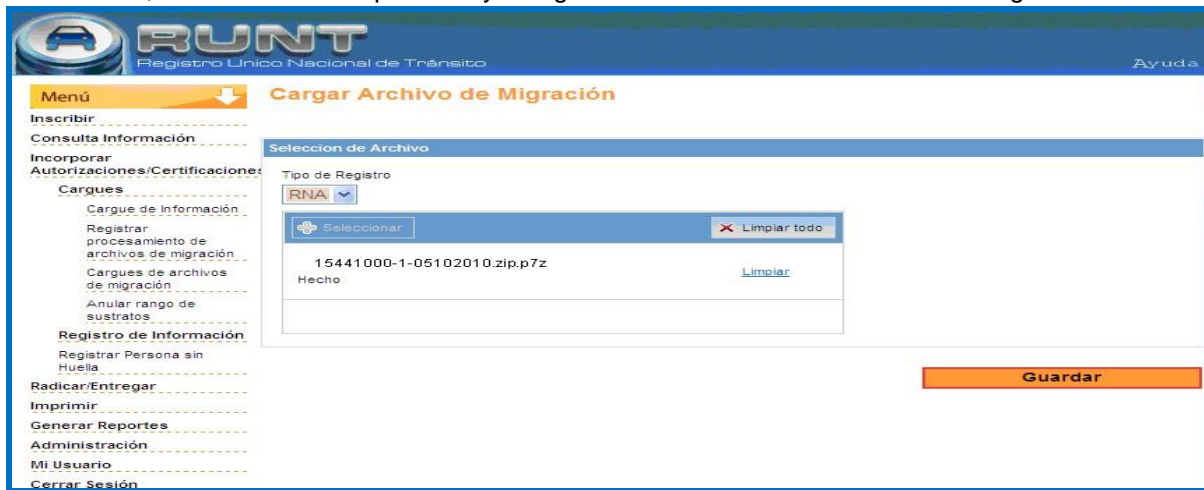 RUNT
Registro Unico Nacional de Trânsito
Ayuda
Menú
Inscribir
Consulta Información
Incorporar
Autorizaciones/Certificaciones
Cargues
Cargue de Información
Registrar
procesamiento de
archivos de migración
Cargues de archivos
de migración
Anular rango de
sustratos
Registro de Información
Registrar Persona sin
Huella
Radicar/Entregar
Imprimir
Generar Reportes
Administración
Mi Usuario
Cerrar Sesión
Cargar Archivo de Migración
Seleccion de Archivo
Tipo de Registro
RNA
Seleccionar
Limpiar todo
15441000-1-05102010.zip.p7z
Limpiar
Hecho
Guardar